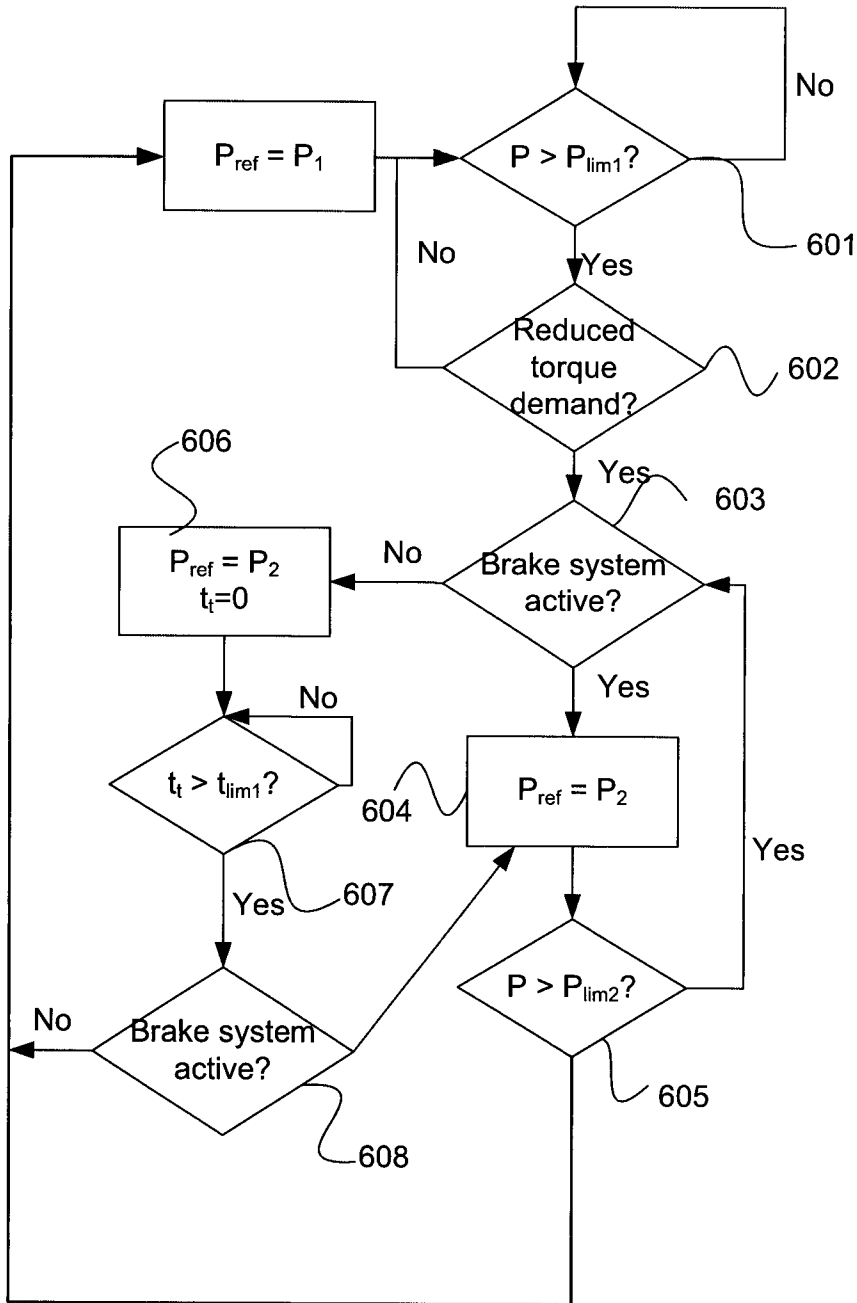 No
P_ref = P_1
P > P_lim1?
601
No
Yes
Reduced
torque
demand?
602
606
Yes
603
P_ref = P_2
t_t=0
No
Brake system
active?
No
Yes
t_t > t_lim1?
604
P_ref = P_2
Yes
607
Yes
P > P_lim2?
No
Brake system
active?
605
608